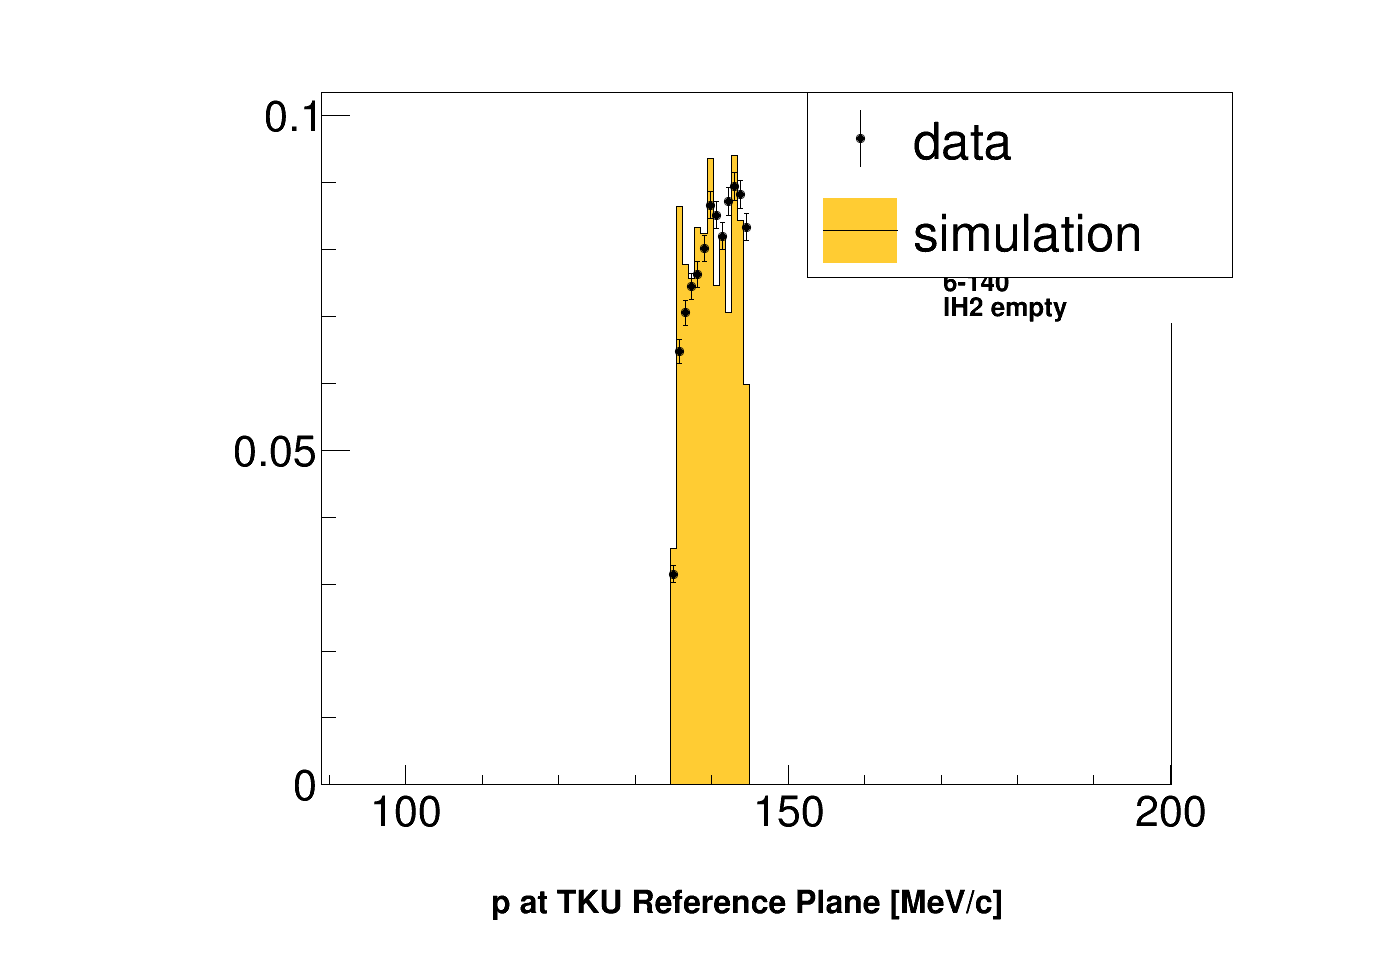 0.1
data
simulation
6-140
lH2 empty
0.05
0
100
150
200
p at TKU Reference Plane [MeV/c]